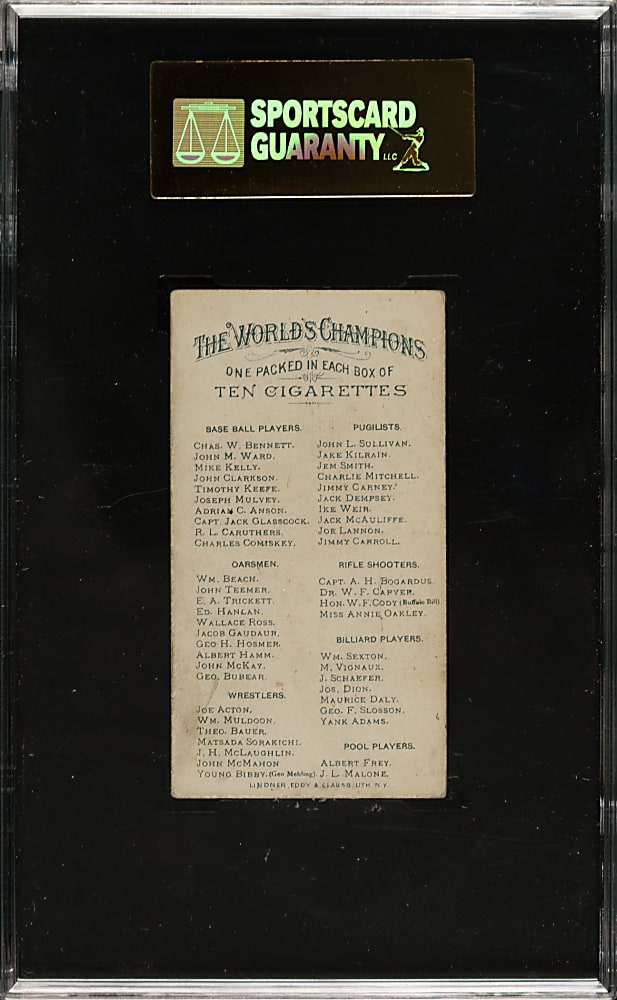 SPORTSCARD
GUARANTY LLC
THE WORLD'S CHAMPIONS
ONE PACKED IN EACH BOX OF
TEN CIGARETTES
BASE BALL PLAYERS.
CHAS. W. BENNETT.
JOHN M. WARD.
MIKE KELLY.
JOHN CLARKSON.
TIMOTHY KEEFE.
JOSEPH MULVEY.
ADRIAN C. ANSON.
CAPT. JACK GLASSCOCK.
R. L. CARUTHERS.
CHARLES COMISKEY.
OARSMEN.
WM. BEACH.
JOHN TEEMER.
E. A. TRICKETT.
ED. HANLAN.
WALLACE ROSS.
JACOB GAUDAUR.
GEO. H. HOSMER.
ALBERT HAMM.
JOHN McKAY.
GEO. BUBEAR.
WRESTLERS.
JOE ACTON.
WM. MULDOON.
THEO. BAUER.
MATSADA SORAKICHI.
J. H. McLAUGHLIN.
JOHN McMAHON.
YOUNG BIBBY. (Geo Mehling).
PUGILISTS.
JOHN L. SULLIVAN.
JAKE KILRAIN.
JEM SMITH.
CHARLIE MITCHELL.
JIMMY CARNEY.
JACK DEMPSEY.
IKE WEIR.
JACK McAULIFFE.
JOE LANNON.
JIMMY CARROLL.
RIFLE SHOOTERS.
CAPT. A. H. BOGARDUS.
DR. W. F. CARVER.
HON. W. F. CODY (Buffalo Bill)
MISS ANNIE OAKLEY.
BILLIARD PLAYERS.
WM. SEXTON.
M. VIGNAUX.
J. SCHAEFER.
JOS. DION.
MAURICE DALY.
GEO. F. SLOSSON.
YANK ADAMS.
POOL PLAYERS.
ALBERT FREY.
J. L. MALONE.
LINDNER, EDDY & CLAUSS, LITH. N.Y.